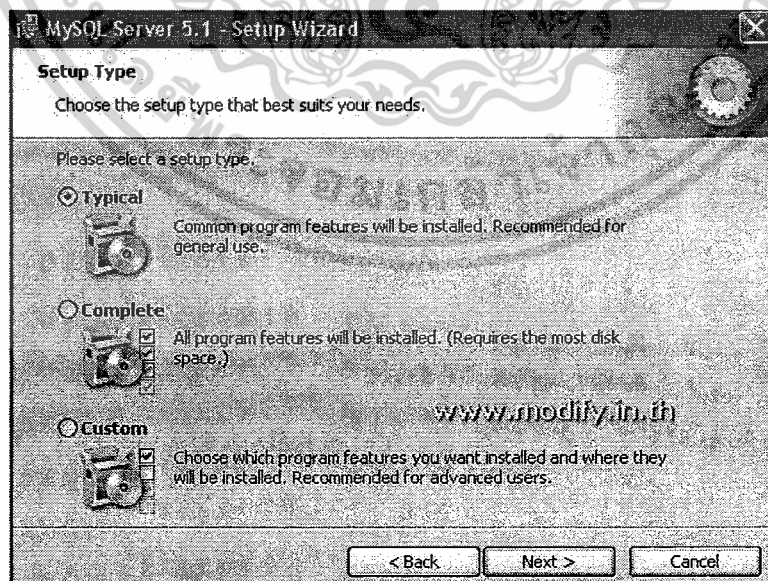 MySQL Server 5.1 - Setup Wizard
Setup Type
Choose the setup type that best suits your needs.
Please select a setup type.
Typical
Common program features will be installed. Recommended for
general use.
Complete
All program features will be installed. (Requires the most disk
space.)
www.modify.in.th
Custom
Choose which program features you want installed and where they
will be installed. Recommended for advanced users.
< Back
Next >
Cancel